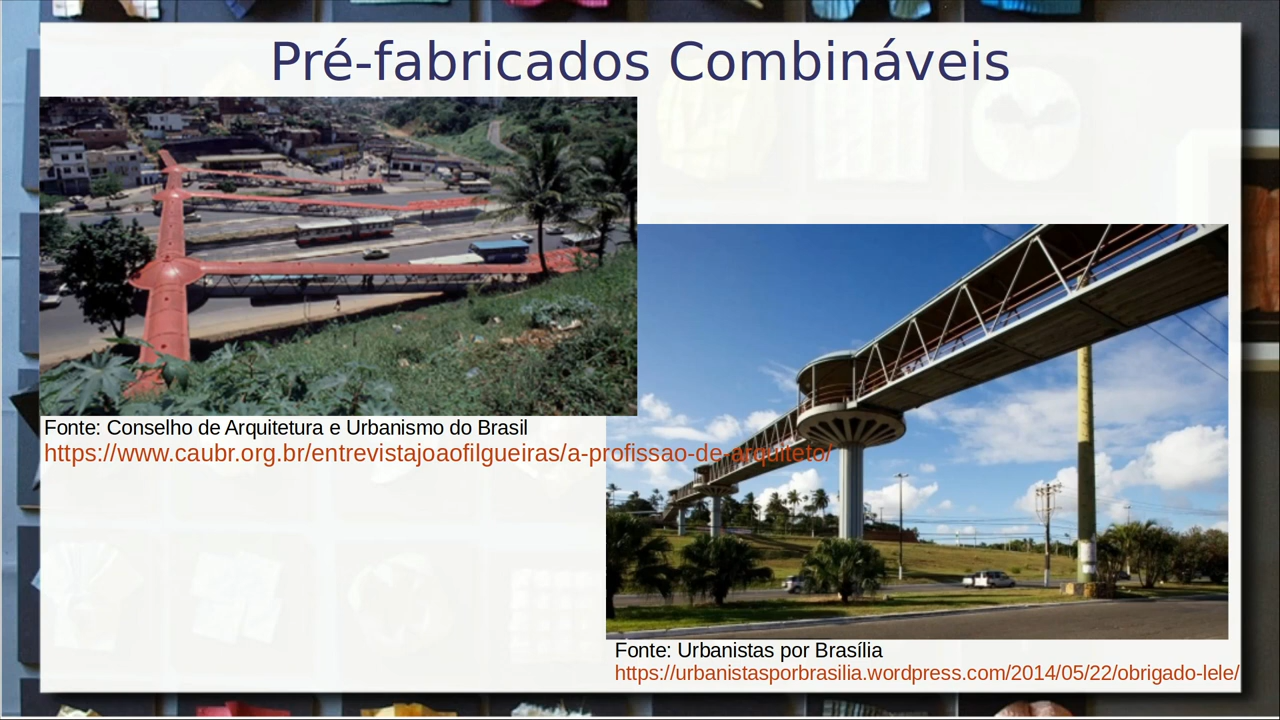 Pré-fabricados Combináveis
Fonte: Conselho de Arquitetura e Urbanismo do Brasil
https://www.caubr.org.br/entrevistajoaofilgueiras/a-profissao-de-arquiteto/
Fonte: Urbanistas por Brasília
https://urbanistasporbrasilia.wordpress.com/2014/05/22/obrigado-lele/